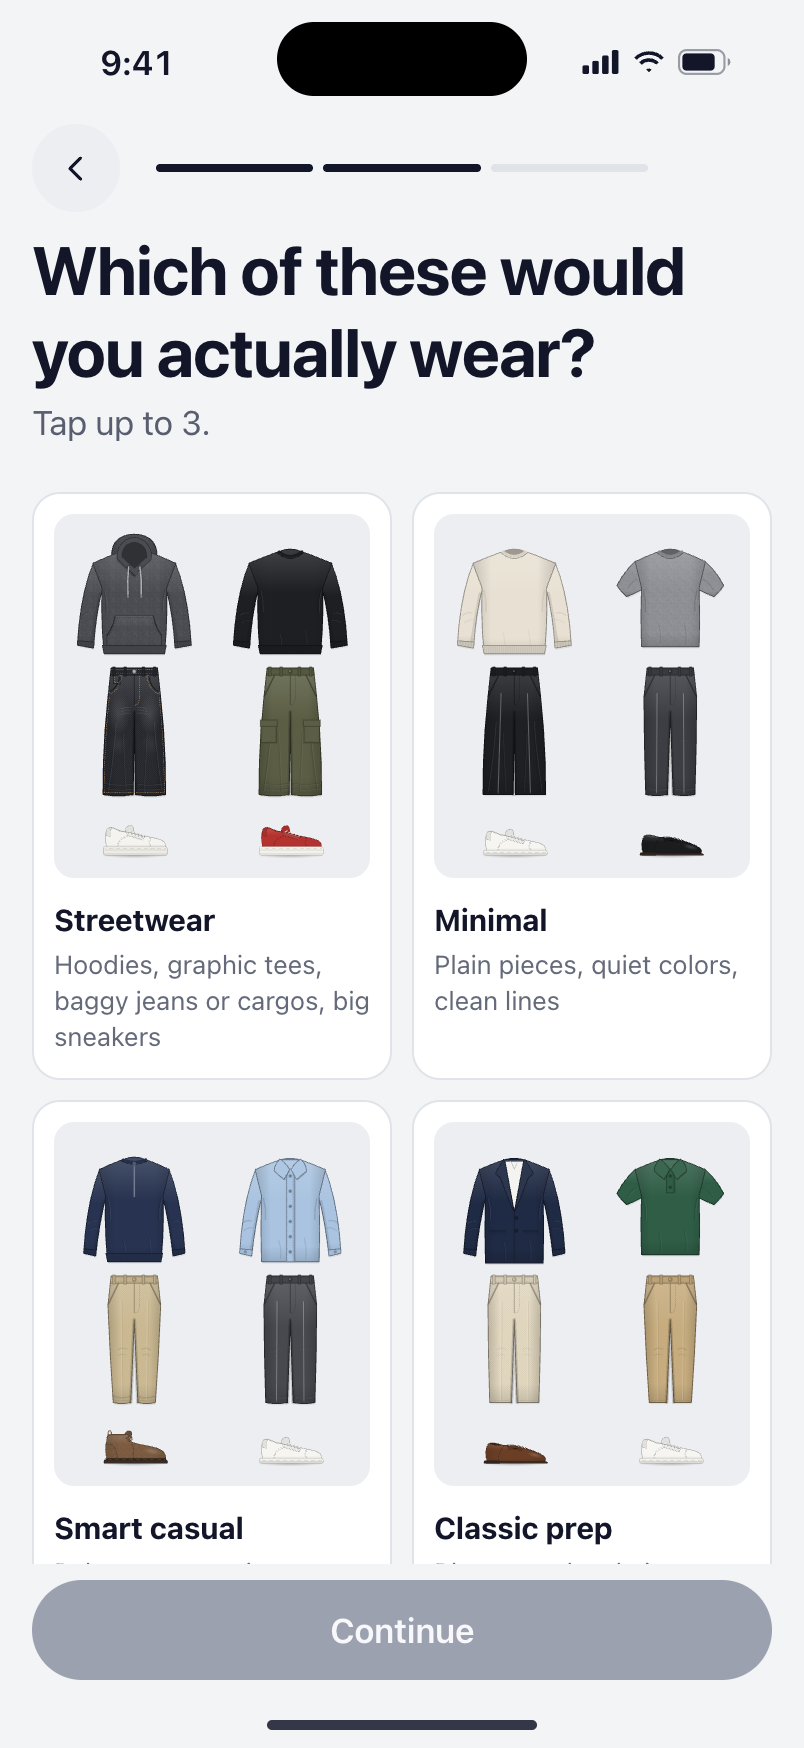 9:41
Which of these would
you actually wear?
Tap up to 3.
Streetwear
Hoodies, graphic tees,
baggy jeans or cargos, big
sneakers
Minimal
Plain pieces, quiet colors,
clean lines
Smart casual
Classic prep
Continue